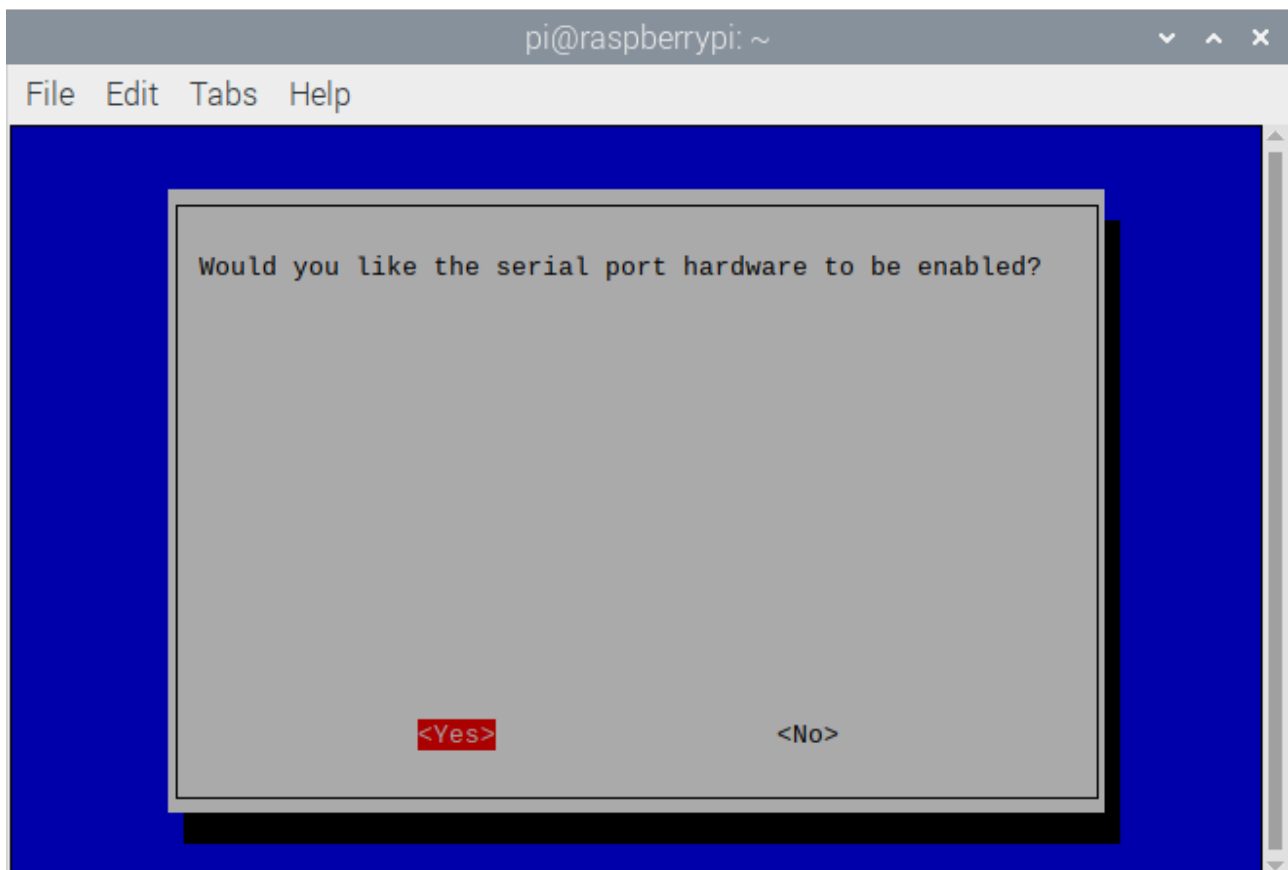 pi@raspberrypi: ~
File Edit Tabs Help
Would you like the serial port hardware to be enabled?
<Yes> <No>